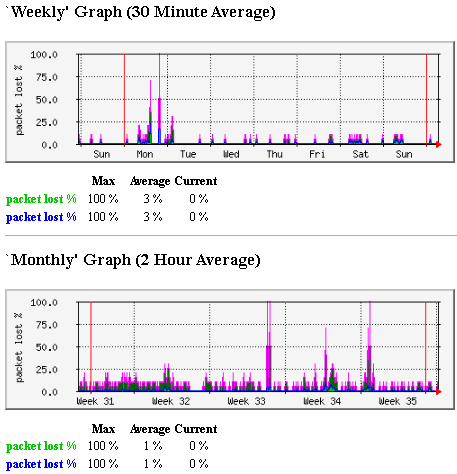 `Weekly' Graph (30 Minute Average)
packet lost %
100.0
75.0
50.0
25.0
0.0
Sun Mon Tue Wed Thu Fri Sat Sun
Max Average Current
packet lost % 100 % 3 % 0 %
packet lost % 100 % 3 % 0 %
`Monthly' Graph (2 Hour Average)
packet lost %
100.0
75.0
50.0
25.0
0.0
Week 31 Week 32 Week 33 Week 34 Week 35
Max Average Current
packet lost % 100 % 1 % 0 %
packet lost % 100 % 1 % 0 %